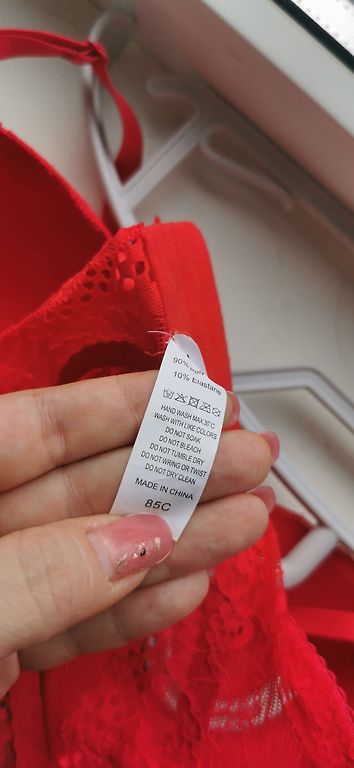 90%
10% Elastane
HAND WASH MAX 30°C
WASH WITH LIKE COLORS
DO NOT SOAK
DO NOT BLEACH
DO NOT TUMBLE DRY
DO NOT WRING OR TWIST
DO NOT DRY CLEAN
MADE IN CHINA
85C